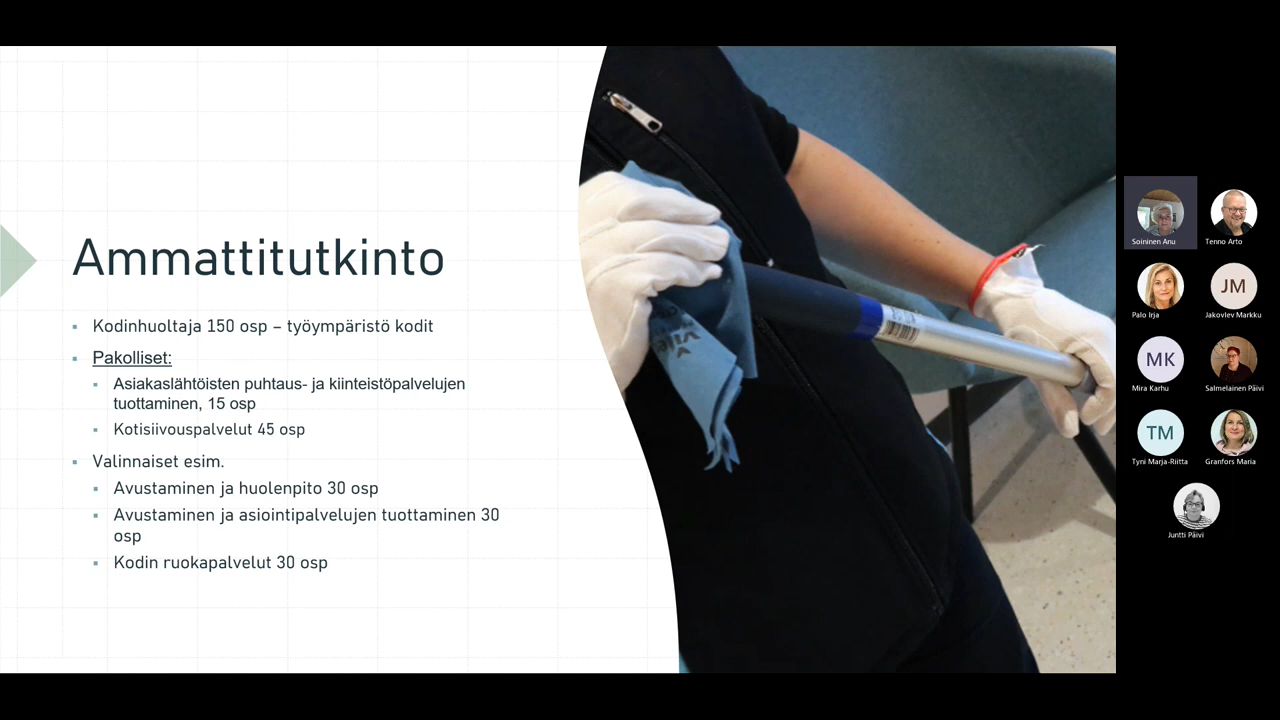 Ammattitutkinto
Kodinhuoltaja 150 osp – työympäristö kodit
Pakolliset:
Asiakaslähtöisten puhtaus- ja kiinteistöpalvelujen
tuottaminen, 15 osp
Kotisiivouspalvelut 45 osp
Valinnaiset esim.
Avustaminen ja huolenpito 30 osp
Avustaminen ja asiointipalvelujen tuottaminen 30
osp
Kodin ruokapalvelut 30 osp
Soininen Anu
Tenno Arto
Palo Irja
JM
Jakovlev Markku
MK
Mira Karhu
Salmelainen Päivi
TM
Tyni Marja-Riitta
Granfors Maria
Juntti Päivi